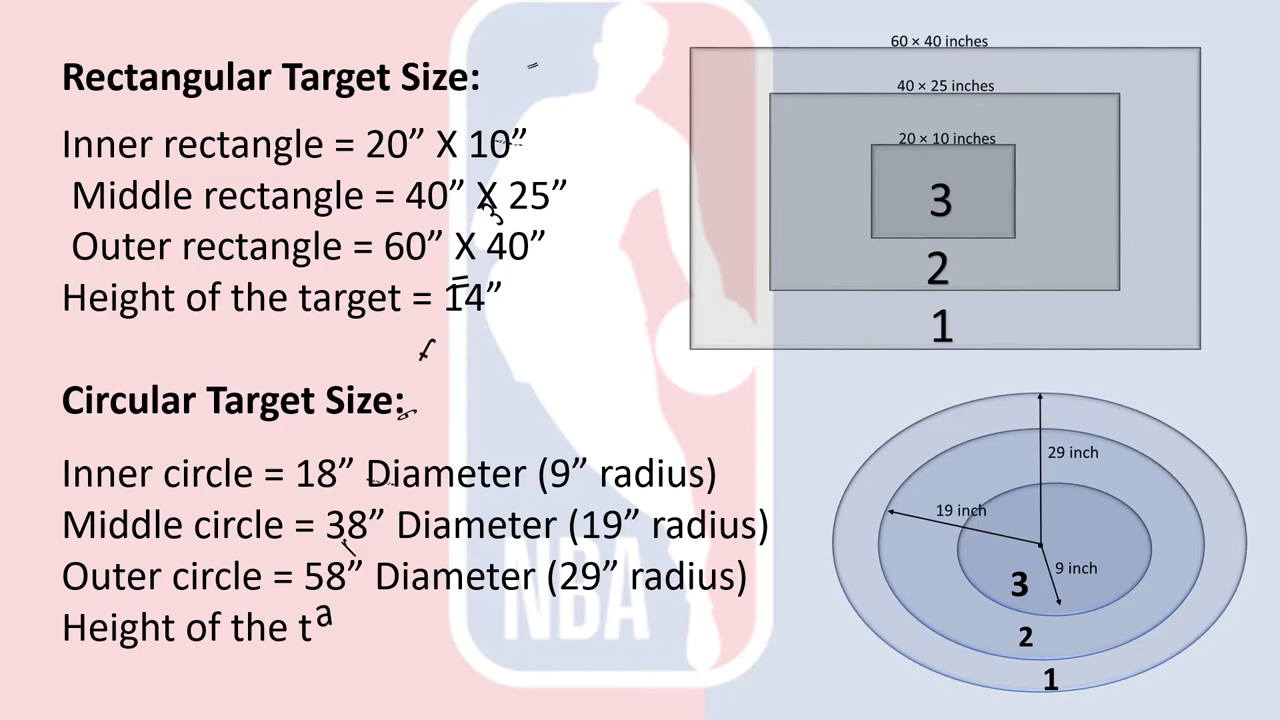 Rectangular Target Size:
Inner rectangle = 20” X 10”
Middle rectangle = 40” X 25”
Outer rectangle = 60” X 40”
Height of the target = 14”
Circular Target Size:
Inner circle = 18” Diameter (9” radius)
Middle circle = 38” Diameter (19” radius)
Outer circle = 58” Diameter (29” radius)
Height of the ta
60 × 40 inches
40 × 25 inches
20 × 10 inches
3
2
1
29 inch
19 inch
9 inch
3
2
1
NBA